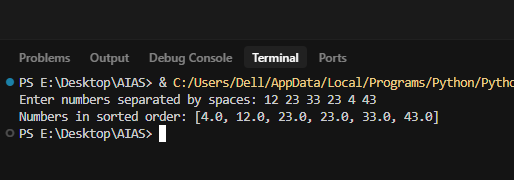 Problems Output Debug Console Terminal Ports
PS E:\Desktop\AIAS> & C:/Users/Dell/AppData/Local/Programs/Python/Pytho
Enter numbers separated by spaces: 12 23 33 23 4 43
Numbers in sorted order: [4.0, 12.0, 23.0, 23.0, 33.0, 43.0]
PS E:\Desktop\AIAS>